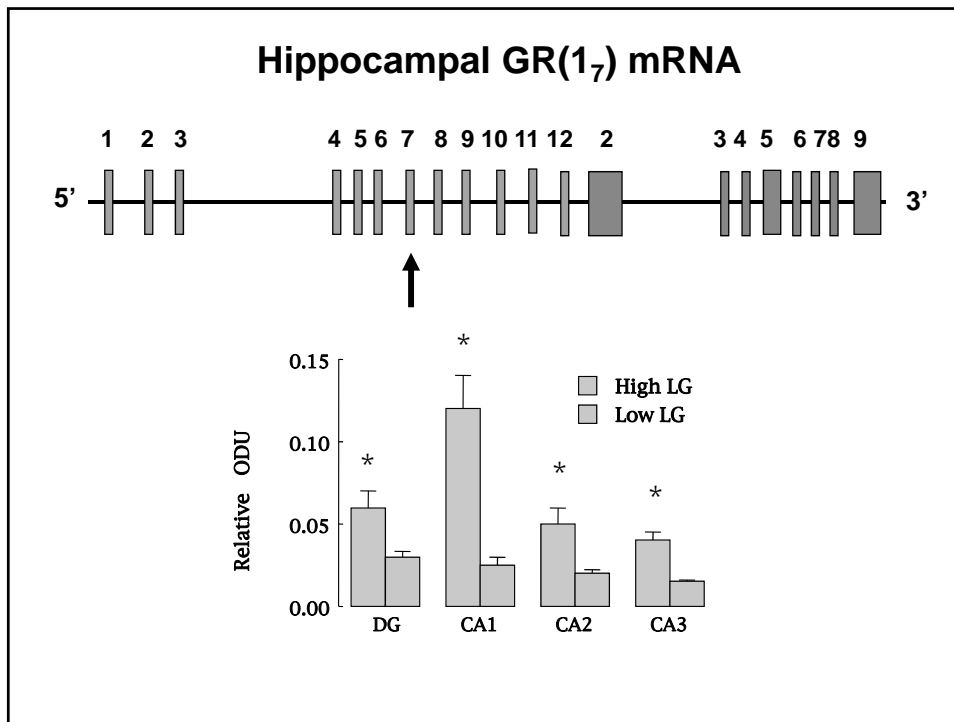 Hippocampal GR(1₇) mRNA
1 2 3 4 5 6 7 8 9 10 11 12 2 3 4 5 6 7 8 9
5’ 3’
*
0.15
High LG
Low LG
0.10
* * *
0.05
0.00
Relative ODU
DG CA1 CA2 CA3